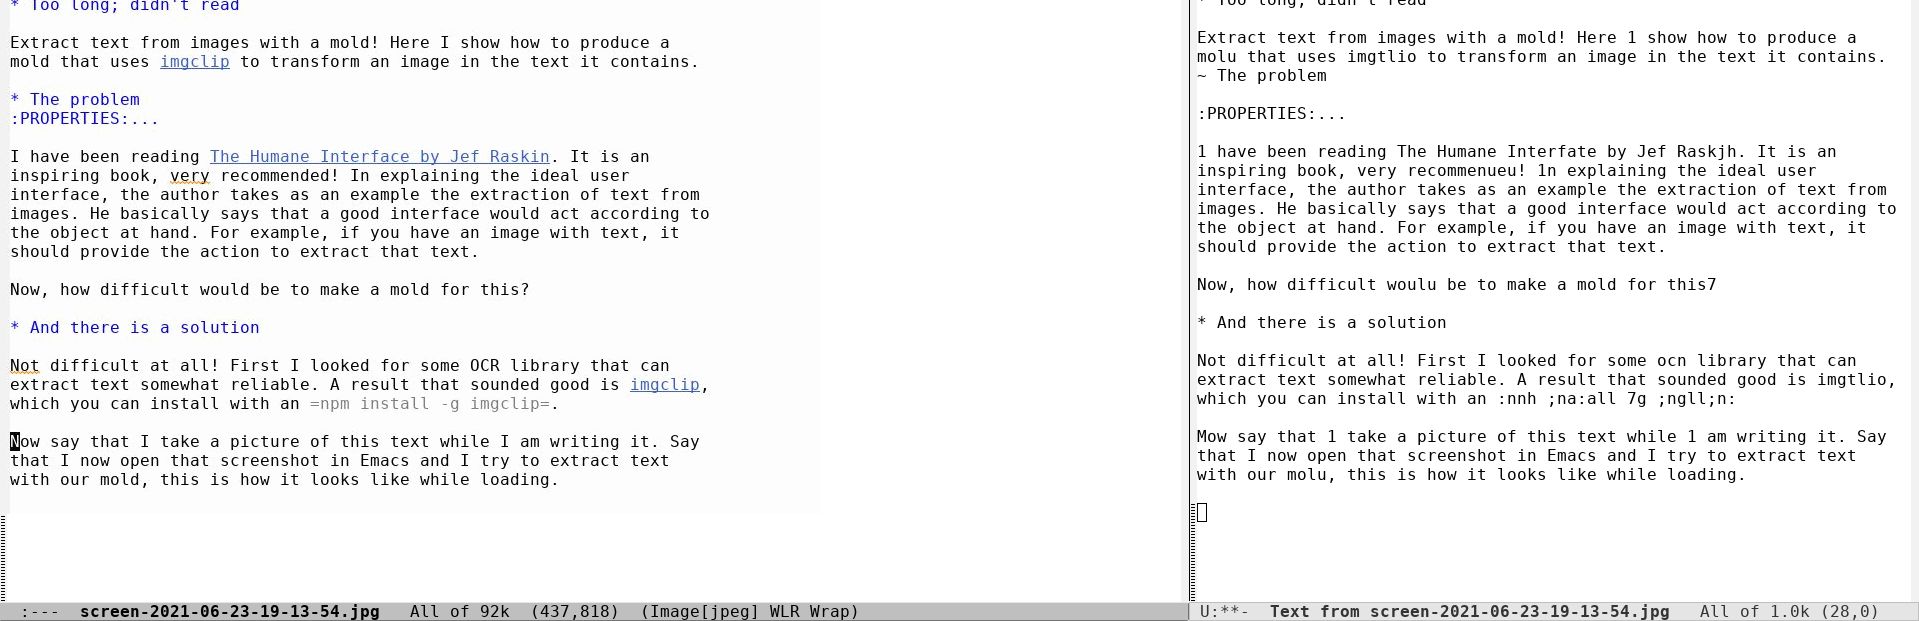 * Too long; didn't read
Extract text from images with a mold! Here I show how to produce a
mold that uses imgclip to transform an image in the text it contains.
* The problem
:PROPERTIES:...
I have been reading The Humane Interface by Jef Raskin. It is an
inspiring book, very recommended! In explaining the ideal user
interface, the author takes as an example the extraction of text from
images. He basically says that a good interface would act according to
the object at hand. For example, if you have an image with text, it
should provide the action to extract that text.
Now, how difficult would be to make a mold for this?
* And there is a solution
Not difficult at all! First I looked for some OCR library that can
extract text somewhat reliable. A result that sounded good is imgclip,
which you can install with an =npm install -g imgclip=.
Now say that I take a picture of this text while I am writing it. Say
that I now open that screenshot in Emacs and I try to extract text
with our mold, this is how it looks like while loading.
:--- screen-2021-06-23-19-13-54.jpg All of 92k (437,818) (Image[jpeg] WLR Wrap)
* Too long; didn't read
Extract text from images with a mold! Here 1 show how to produce a
molu that uses imgtlio to transform an image in the text it contains.
~ The problem
:PROPERTIES:...
1 have been reading The Humane Interfate by Jef Raskjh. It is an
inspiring book, very recommenueu! 1n explaining the ideal user
interface, the author takes as an example the extraction of text from
images. He basically says that a good interface would act according to
the object at hand. For example, if you have an image with text, it
should provide the action to extract that text.
Now, how difficult woulu be to make a mold for this7
* And there is a solution
Not difficult at all! First I looked for some ocn library that can
extract text somewhat reliable. A result that sounded good is imgtlio,
which you can install with an :nnh ;na:all 7g ;ngll;n:
Mow say that 1 take a picture of this text while 1 am writing it. Say
that I now open that screenshot in Emacs and I try to extract text
with our molu, this is how it looks like while loading.
U:**- Text from screen-2021-06-23-19-13-54.jpg All of 1.0k (28,0)